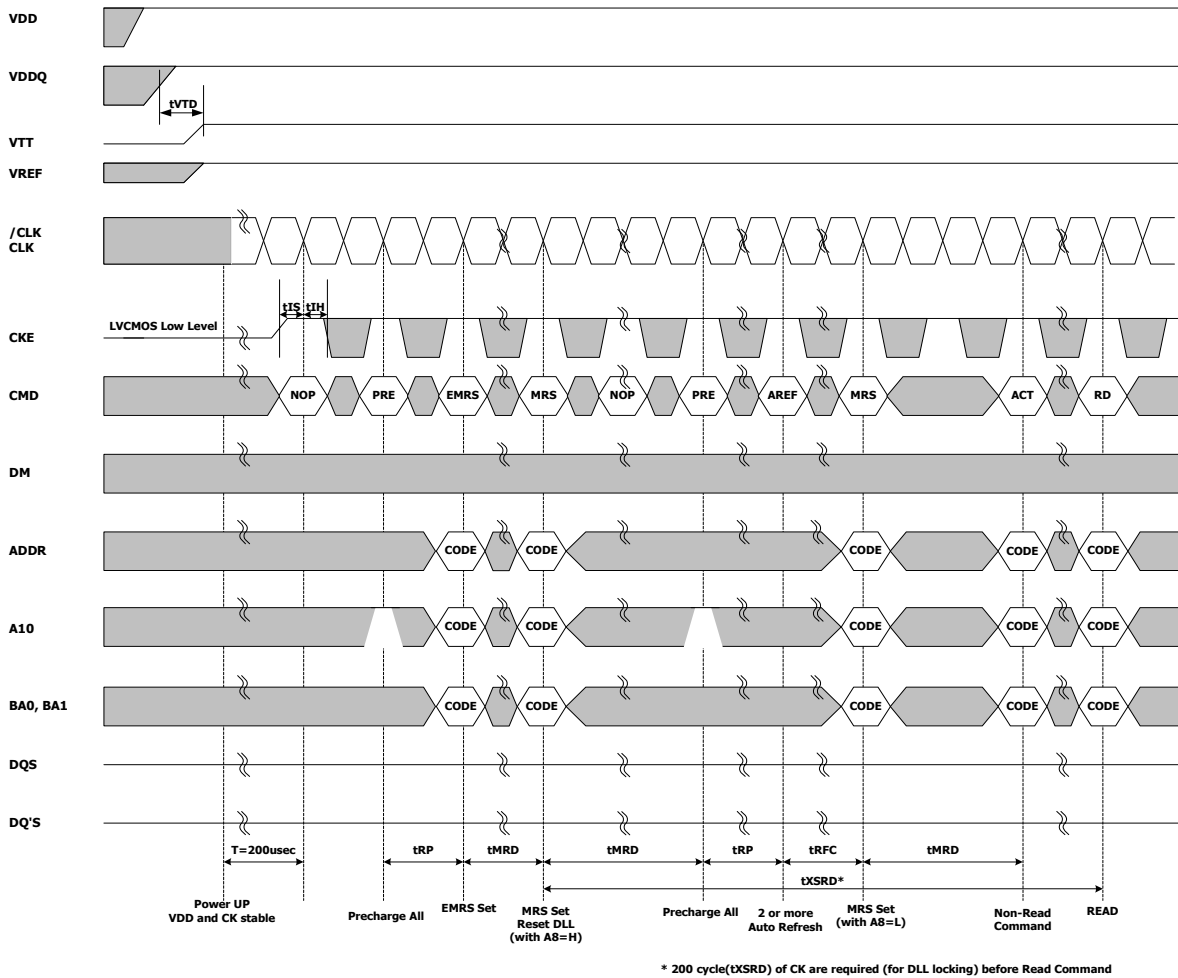 VDD
VDDQ
tVTD
VTT
VREF
/CLK
CLK
tIS tIH
CKE
LVCMOS Low Level
CMD NOP PRE EMRS MRS NOP PRE AREF MRS ACT RD
DM
ADDR CODE CODE CODE CODE CODE
A10 CODE CODE CODE CODE CODE
BA0, BA1 CODE CODE CODE CODE CODE
DQS
DQ'S
T=200usec tRP tMRD tMRD tRP tRFC tMRD
tXSRD*
Power UP
VDD and CK stable
Precharge All
EMRS Set
MRS Set
Reset DLL
(with A8=H)
Precharge All
2 or more
Auto Refresh
MRS Set
(with A8=L)
Non-Read
Command
READ
* 200 cycle(tXSRD) of CK are required (for DLL locking) before Read Command